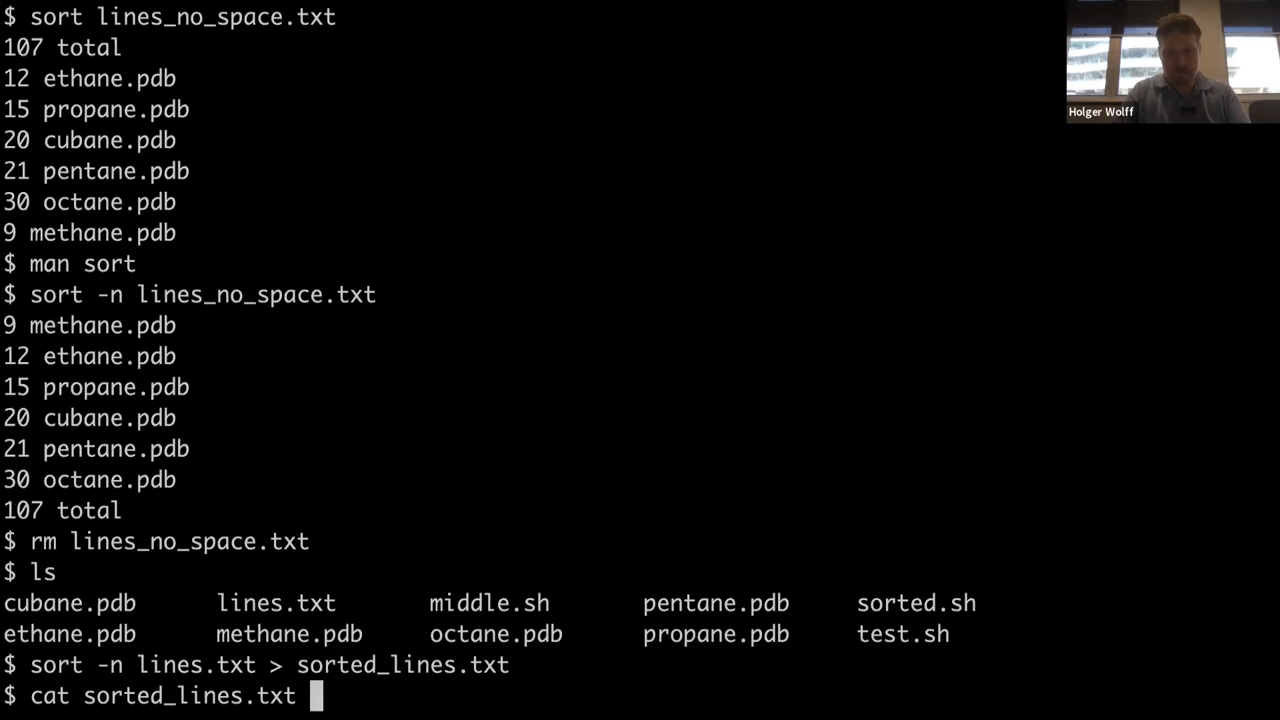 $ sort lines_no_space.txt
107 total
12 ethane.pdb
15 propane.pdb
20 cubane.pdb
21 pentane.pdb
30 octane.pdb
9 methane.pdb
$ man sort
$ sort -n lines_no_space.txt
9 methane.pdb
12 ethane.pdb
15 propane.pdb
20 cubane.pdb
21 pentane.pdb
30 octane.pdb
107 total
$ rm lines_no_space.txt
$ ls
cubane.pdb lines.txt middle.sh pentane.pdb sorted.sh
ethane.pdb methane.pdb octane.pdb propane.pdb test.sh
$ sort -n lines.txt > sorted_lines.txt
$ cat sorted_lines.txt
Holger Wolff